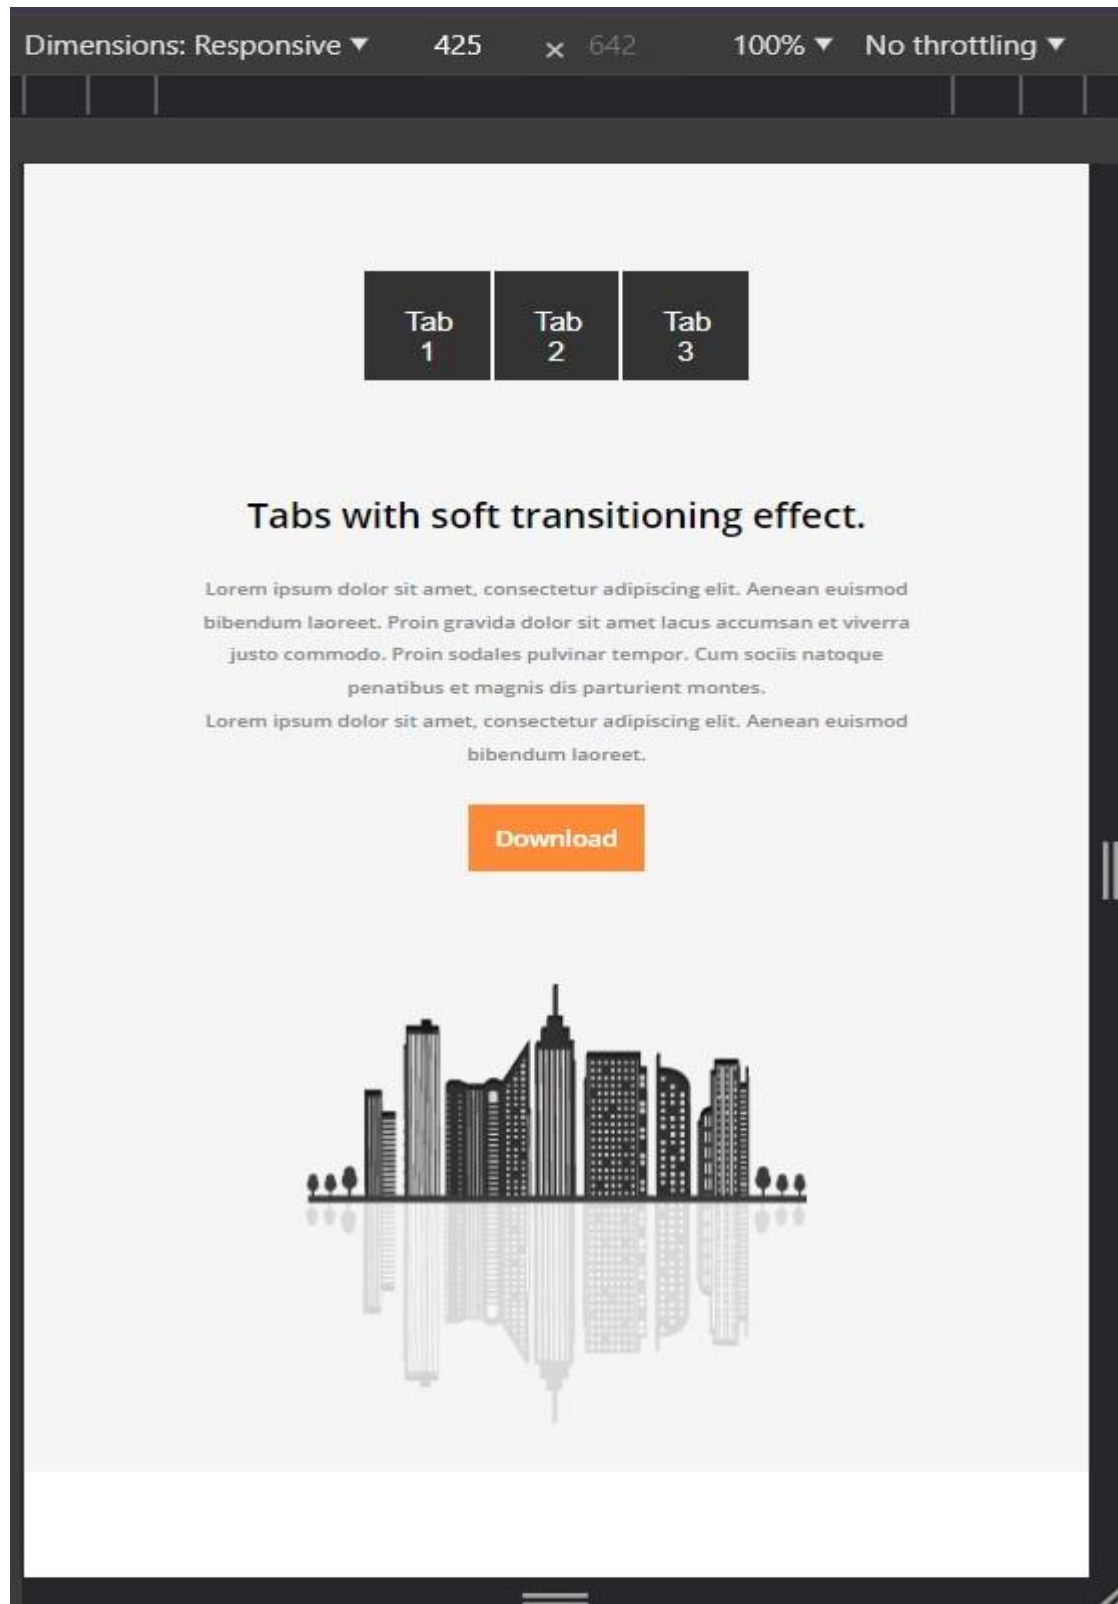 Dimensions: Responsive ▼ 425 × 642 100% ▼ No throttling ▼
Tab Tab Tab
1 2 3
Tabs with soft transitioning effect.
Lorem ipsum dolor sit amet, consectetur adipiscing elit. Aenean euismod
bibendum laoreet. Proin gravida dolor sit amet lacus accumsan et viverra
justo commodo. Proin sodales pulvinar tempor. Cum sociis natoque
penatibus et magnis dis parturient montes.
Lorem ipsum dolor sit amet, consectetur adipiscing elit. Aenean euismod
bibendum laoreet.
Download